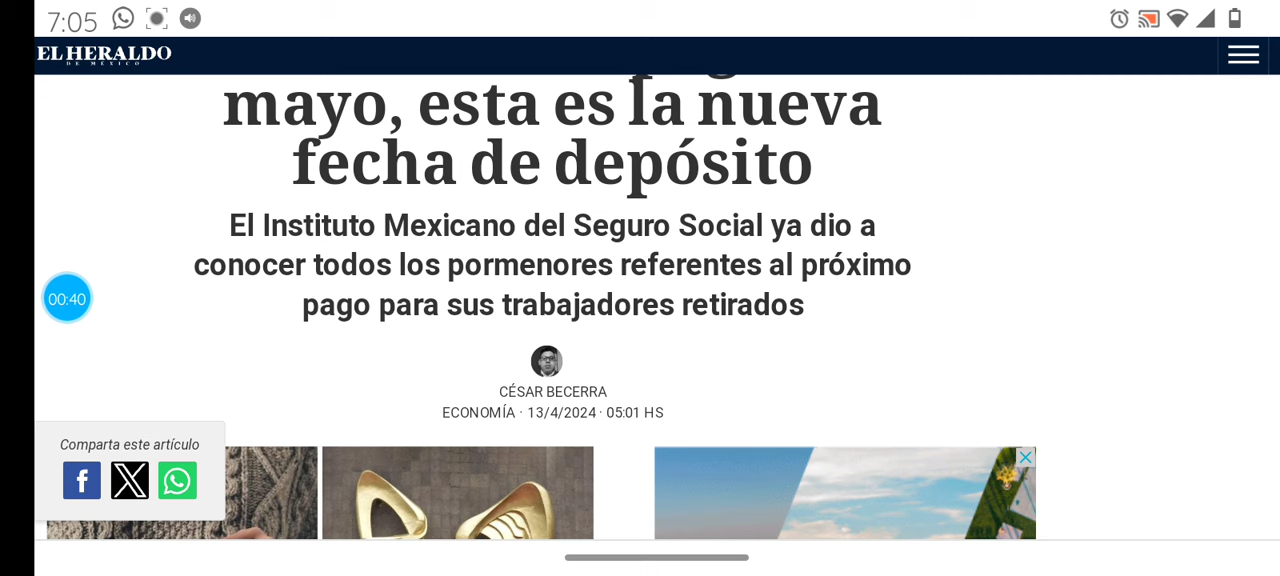 7:05
EL HERALDO
DE MÉXICO
mayo, esta es la nueva
fecha de depósito
El Instituto Mexicano del Seguro Social ya dio a
conocer todos los pormenores referentes al próximo
pago para sus trabajadores retirados
00:40
CÉSAR BECERRA
ECONOMÍA · 13/4/2024 · 05:01 HS
Comparta este artículo